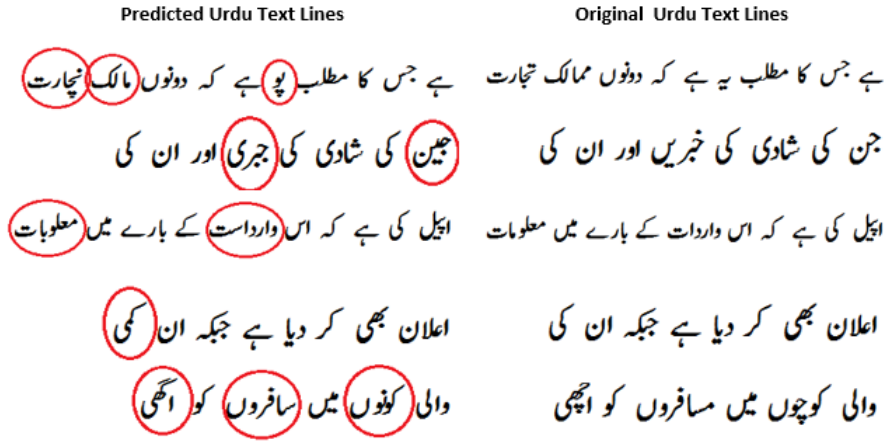 Predicted Urdu Text Lines
Original Urdu Text Lines
ہے جس کا مطلب پو ہے کہ دونوں مالک نچارت
ہے جس کا مطلب یہ ہے کہ دونوں ممالک تجارت
جبین کی شادی کی جبری اور ان کی
جن کی شادی کی خبریں اور ان کی
اپیل کی ہے کہ اس وارداست کے بارے میں معلوبات
اپیل کی ہے کہ اس واردات کے بارے میں معلومات
اعلان بھی کر دیا ہے جبکہ ان کمی
اعلان بھی کر دیا ہے جبکہ ان کی
والی کونوں میں سافروں کو اگھی
والی کوچوں میں مسافروں کو اچھی